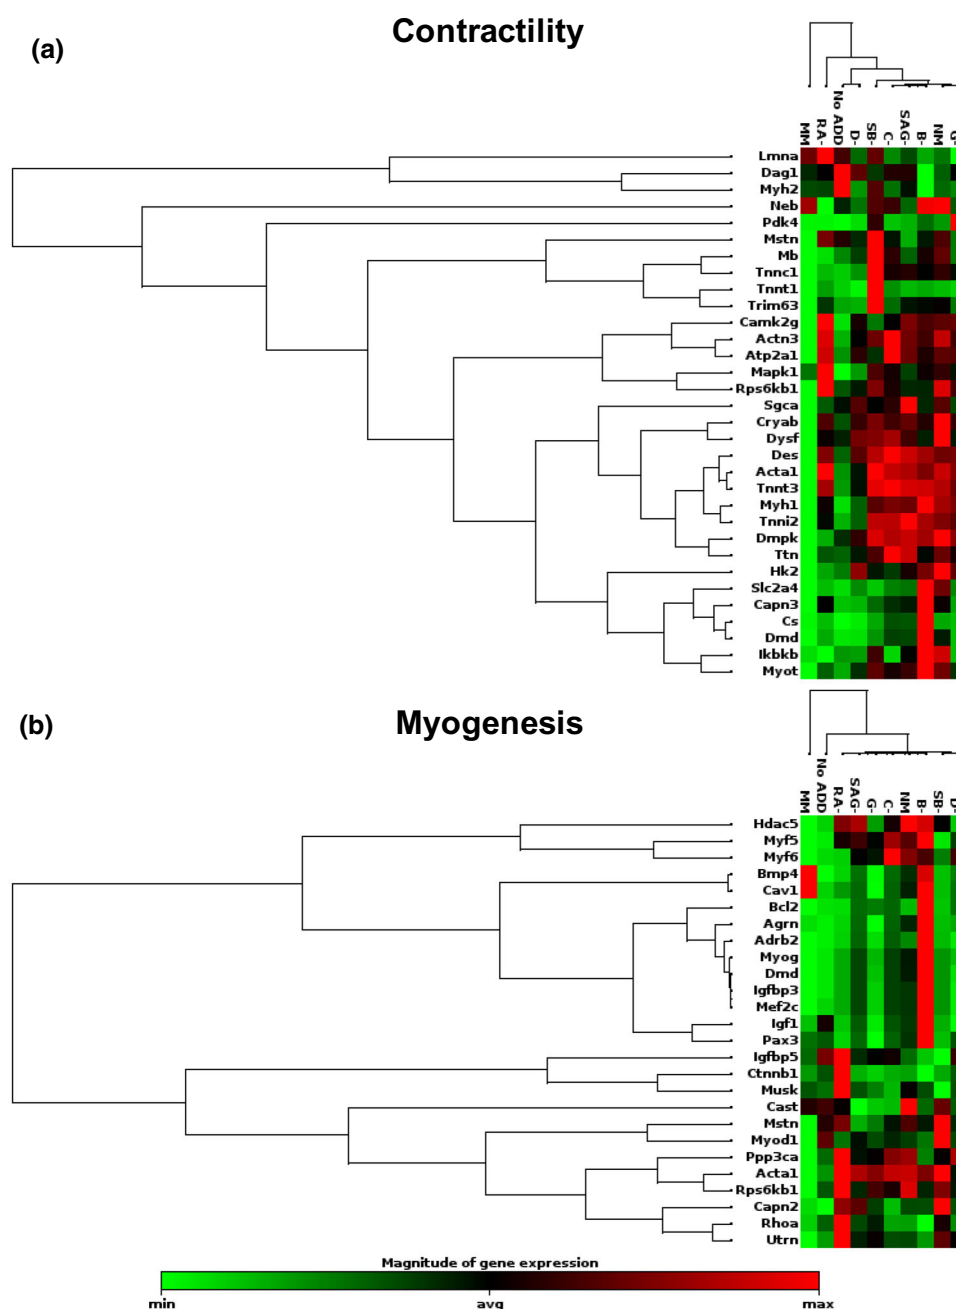 (a)
Contractility
MM RA- No ADD D- SB- C- SAG- B- NM G-
Lmna
Dag1
Myh2
Neb
Pdk4
Mstn
Mb
Tnnc1
Tnnt1
Trim63
Camk2g
Actn3
Atp2a1
Mapk1
Rps6kb1
Sgca
Cryab
Dysf
Des
Acta1
Tnnt3
Myh1
Tnni2
Dmpk
Ttn
Hk2
Slc2a4
Capn3
Cs
Dmd
Ikbkb
Myot
(b)
Myogenesis
MM No ADD RA- SAG- G- C- NM B- SB- D-
Hdac5
Myf5
Myf6
Bmp4
Cav1
Bcl2
Agrn
Adrb2
Myog
Dmd
Igfbp3
Mef2c
Igf1
Pax3
Igfbp5
Ctnnb1
Musk
Cast
Mstn
Myod1
Ppp3ca
Acta1
Rps6kb1
Capn2
Rhoa
Utrn
Magnitude of gene expression
min avg max